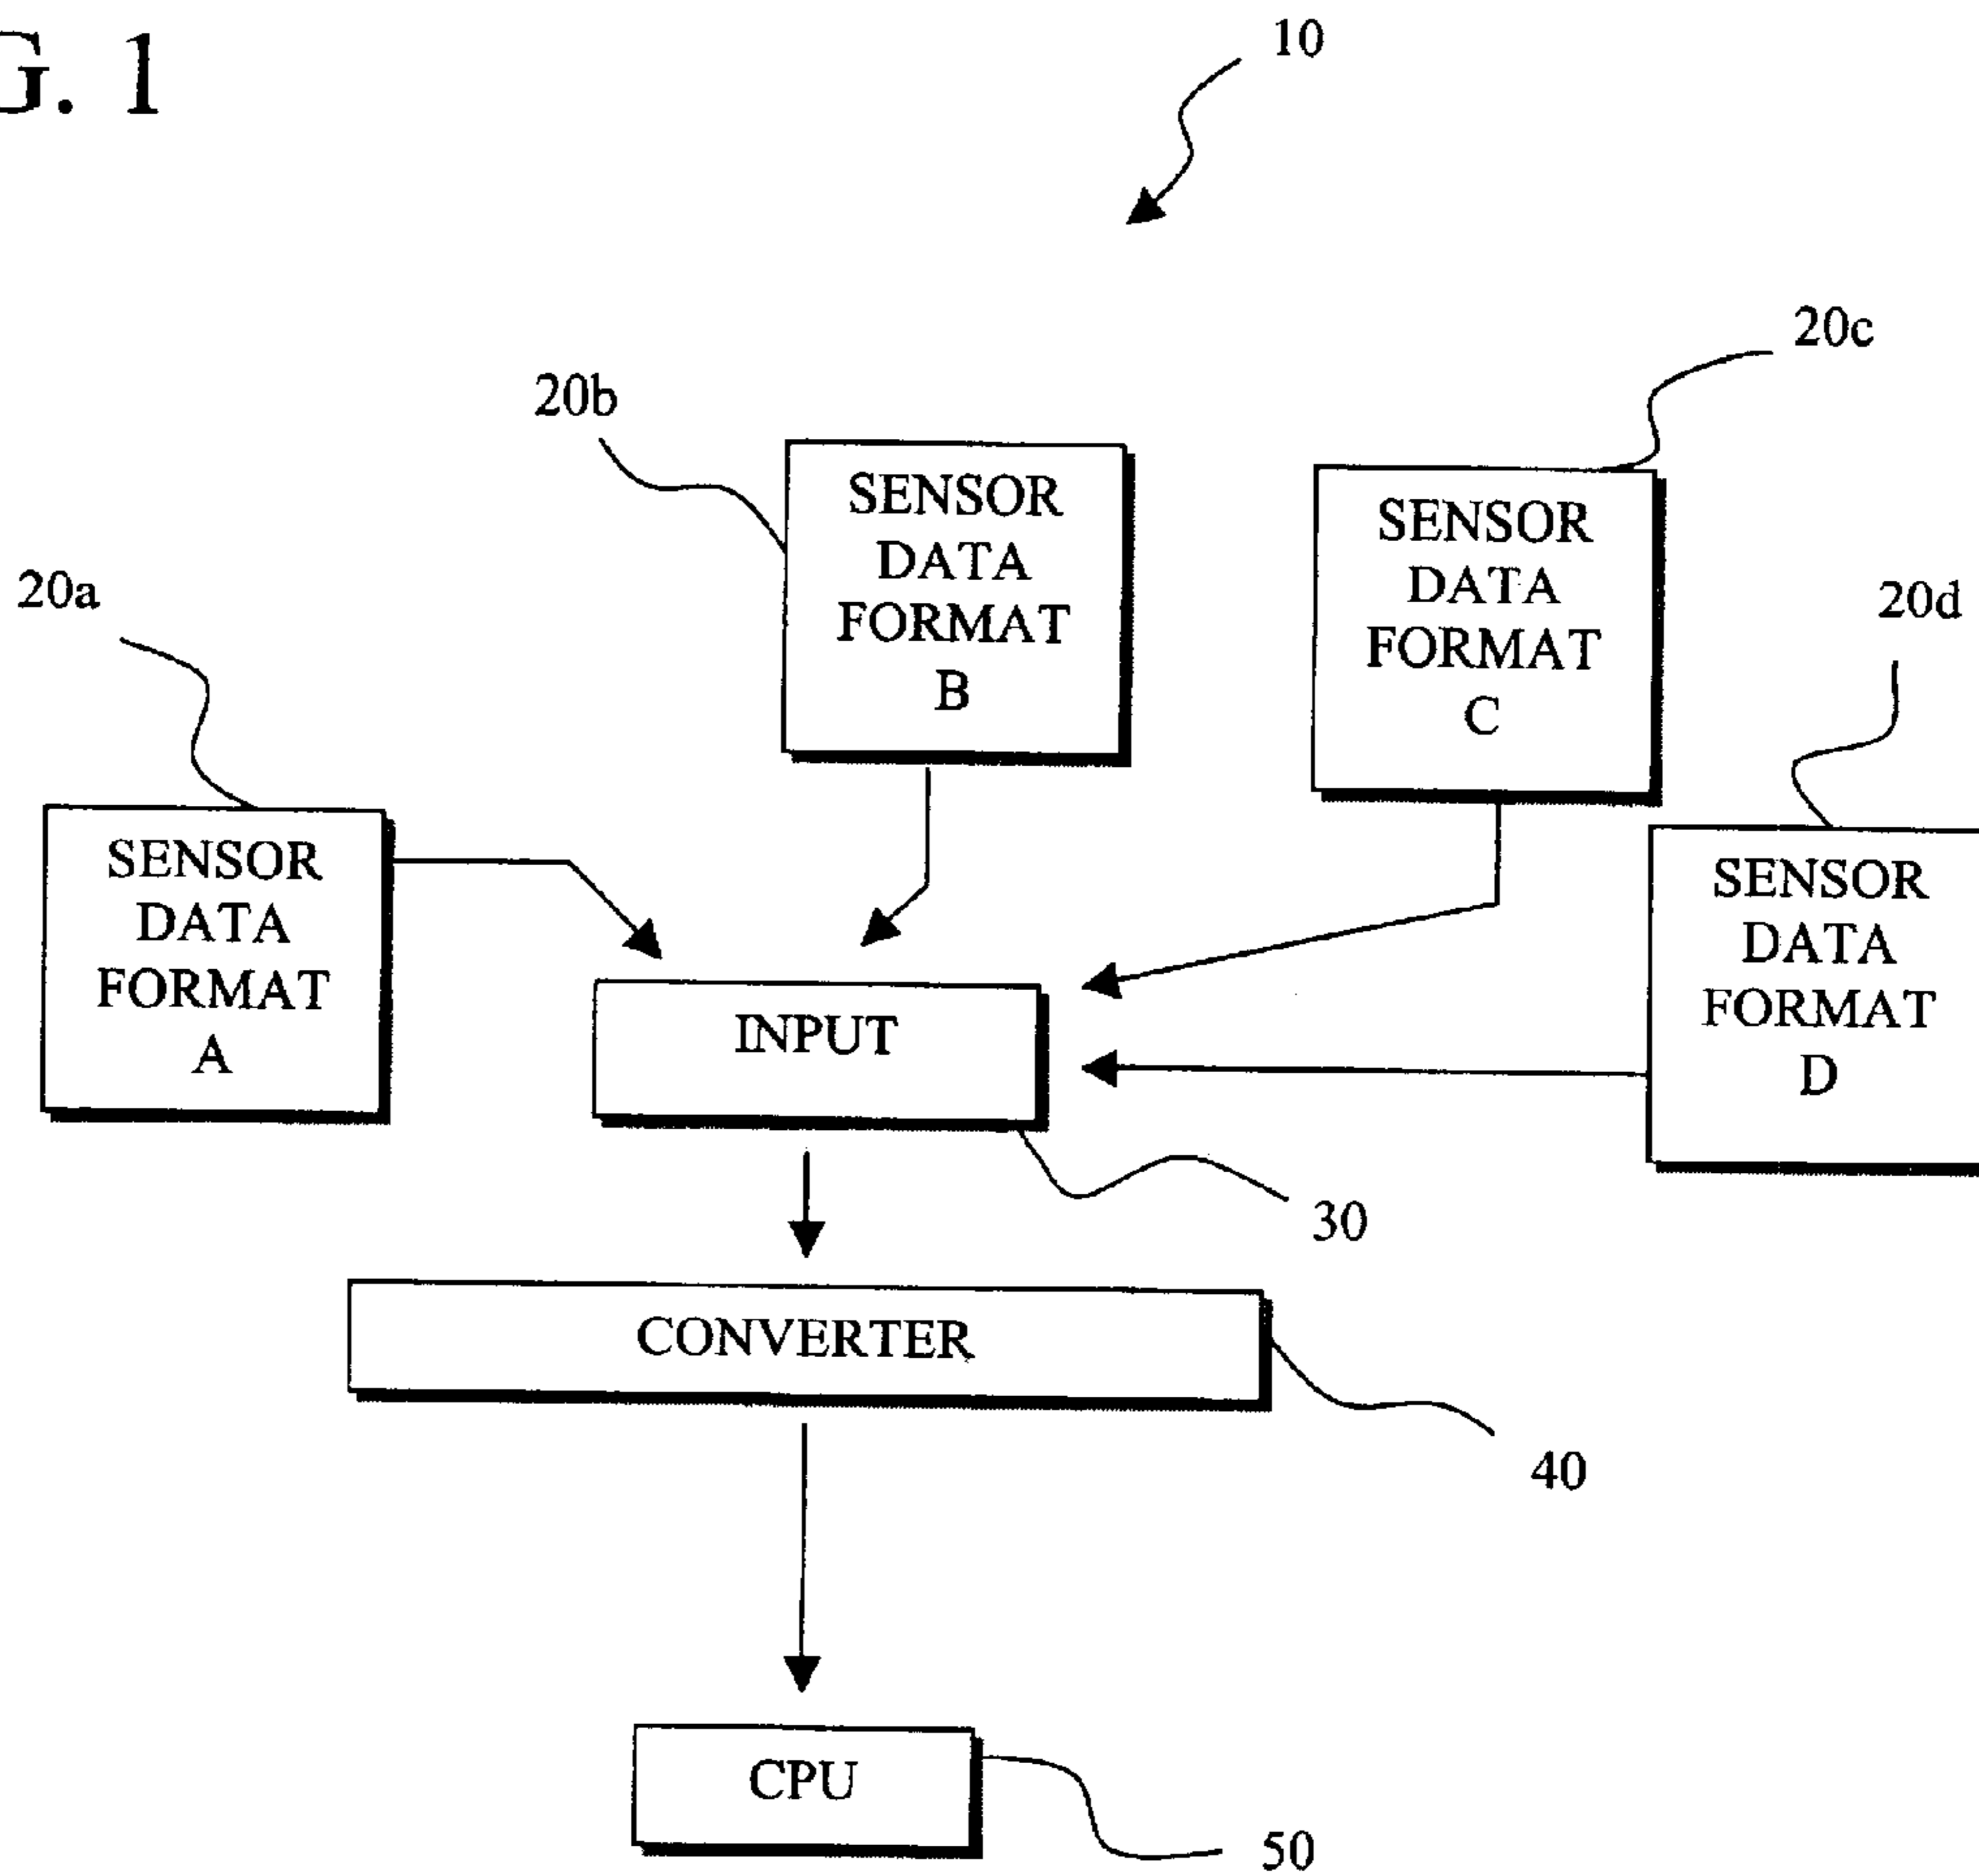 G. 1
10
20c
20b
SENSOR
DATA
FORMAT
B
SENSOR
DATA
FORMAT
C
20a
20d
SENSOR
DATA
FORMAT
A
SENSOR
DATA
FORMAT
D
INPUT
30
CONVERTER
40
CPU
50